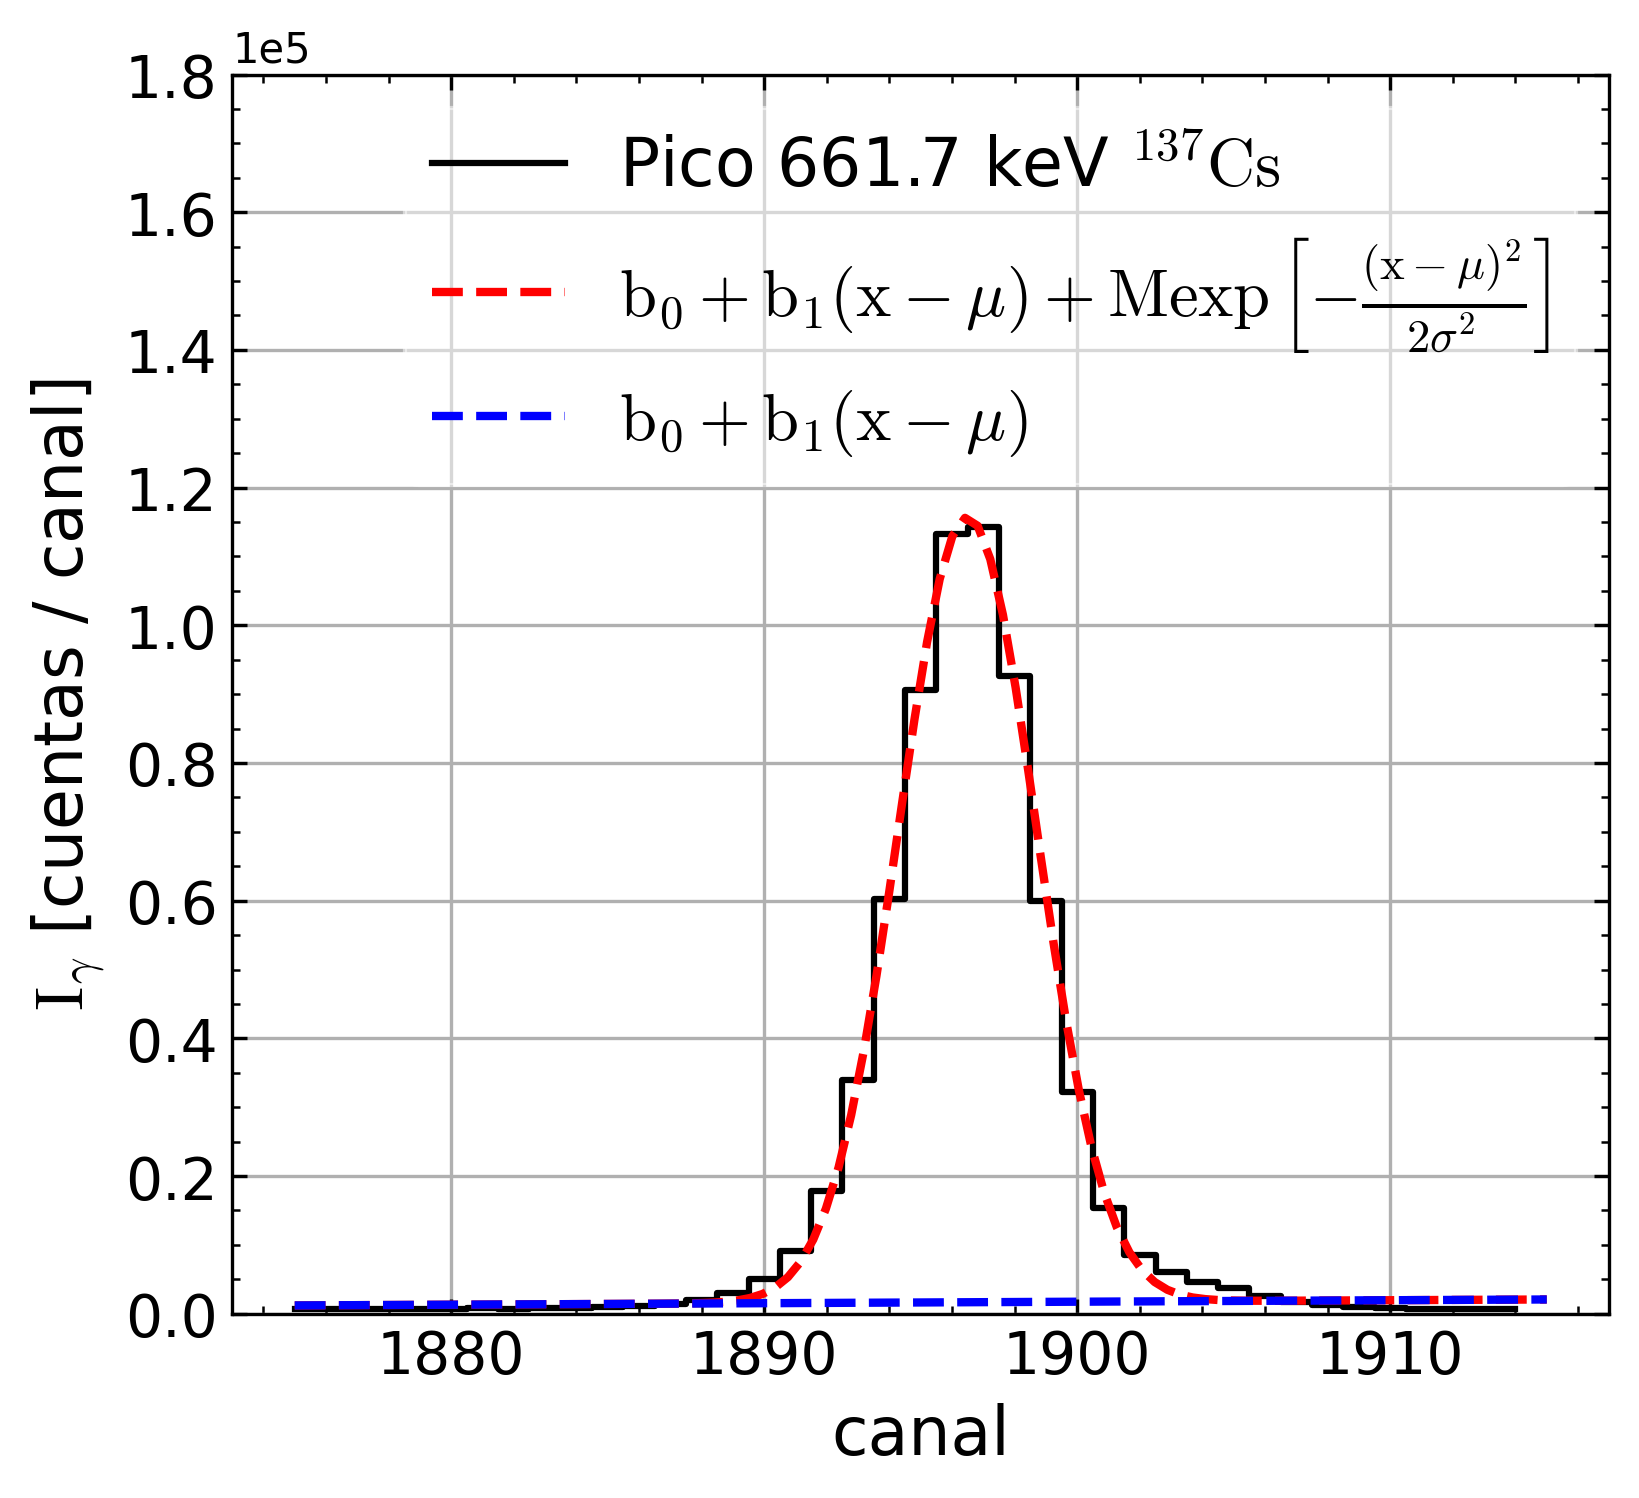 1e5
1.8
1.6
1.4
1.2
1.0
0.8
0.6
0.4
0.2
0.0
I_γ [cuentas / canal]
Pico 661.7 keV ¹³⁷Cs
b₀ + b₁(x − μ) + Mexp [−(x − μ)²/2σ²]
b₀ + b₁(x − μ)
1880 1890 1900 1910
canal